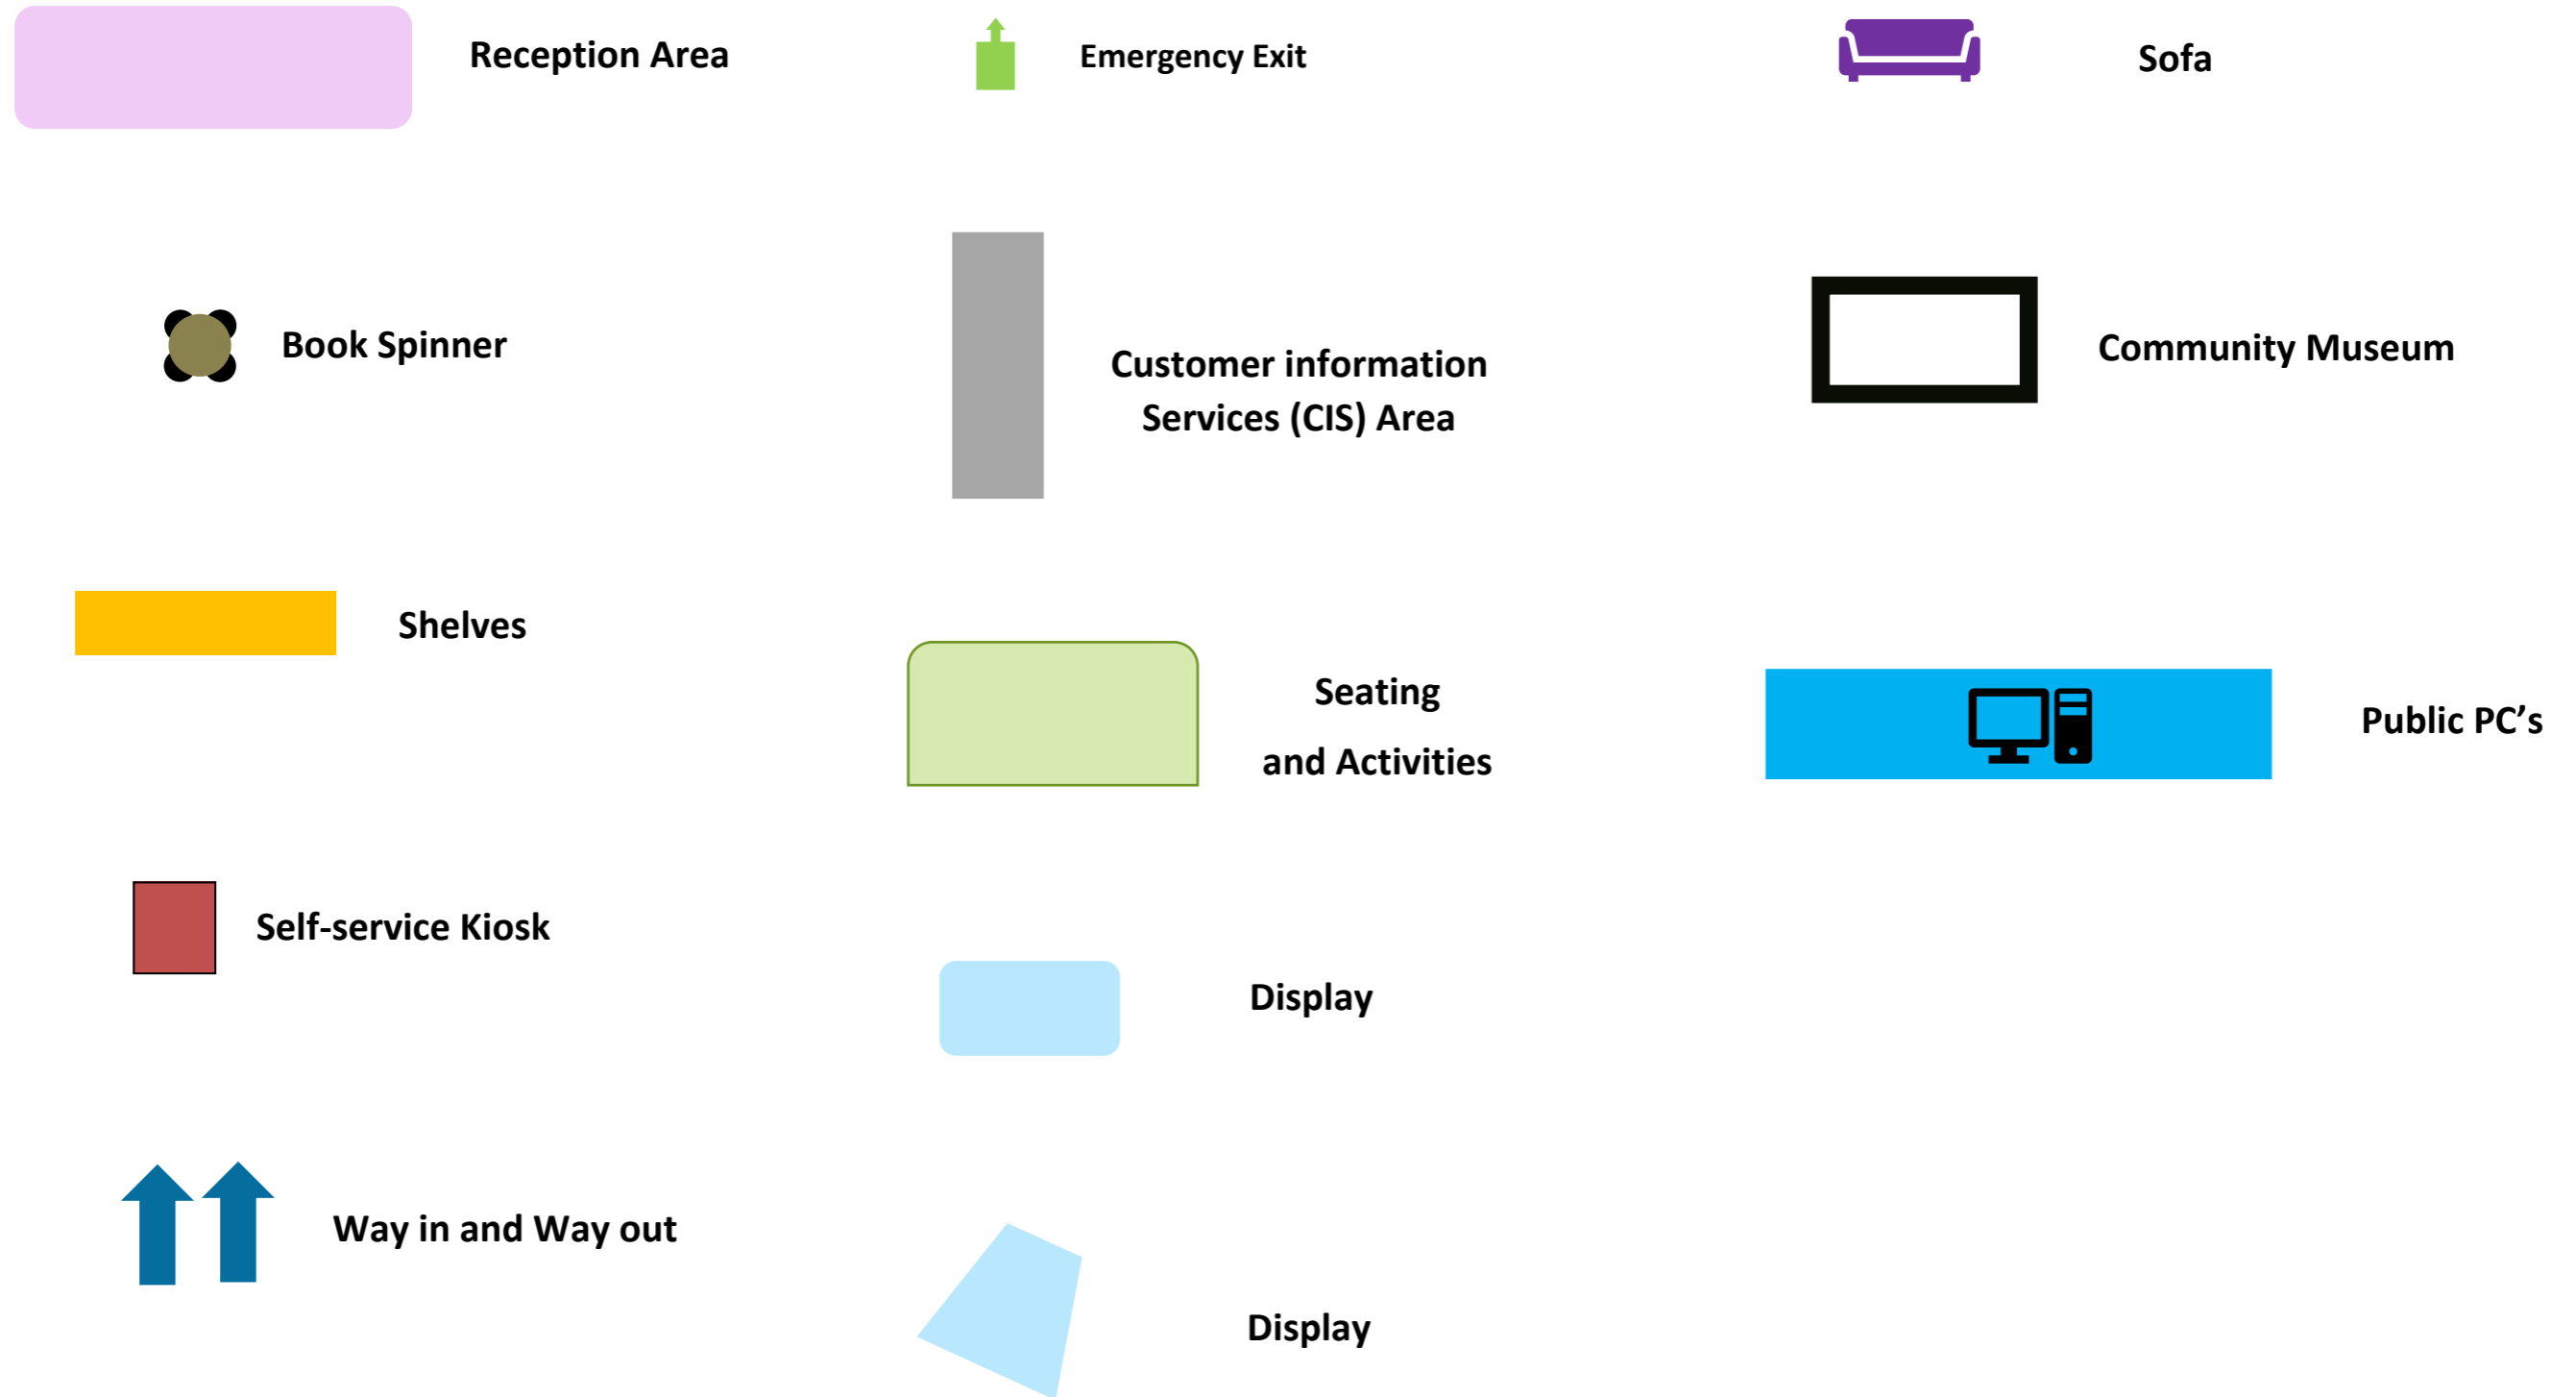 Reception Area
Emergency Exit
Sofa
Book Spinner
Customer information
Services (CIS) Area
Community Museum
Shelves
Seating
and Activities
Public PC’s
Self-service Kiosk
Display
Way in and Way out
Display